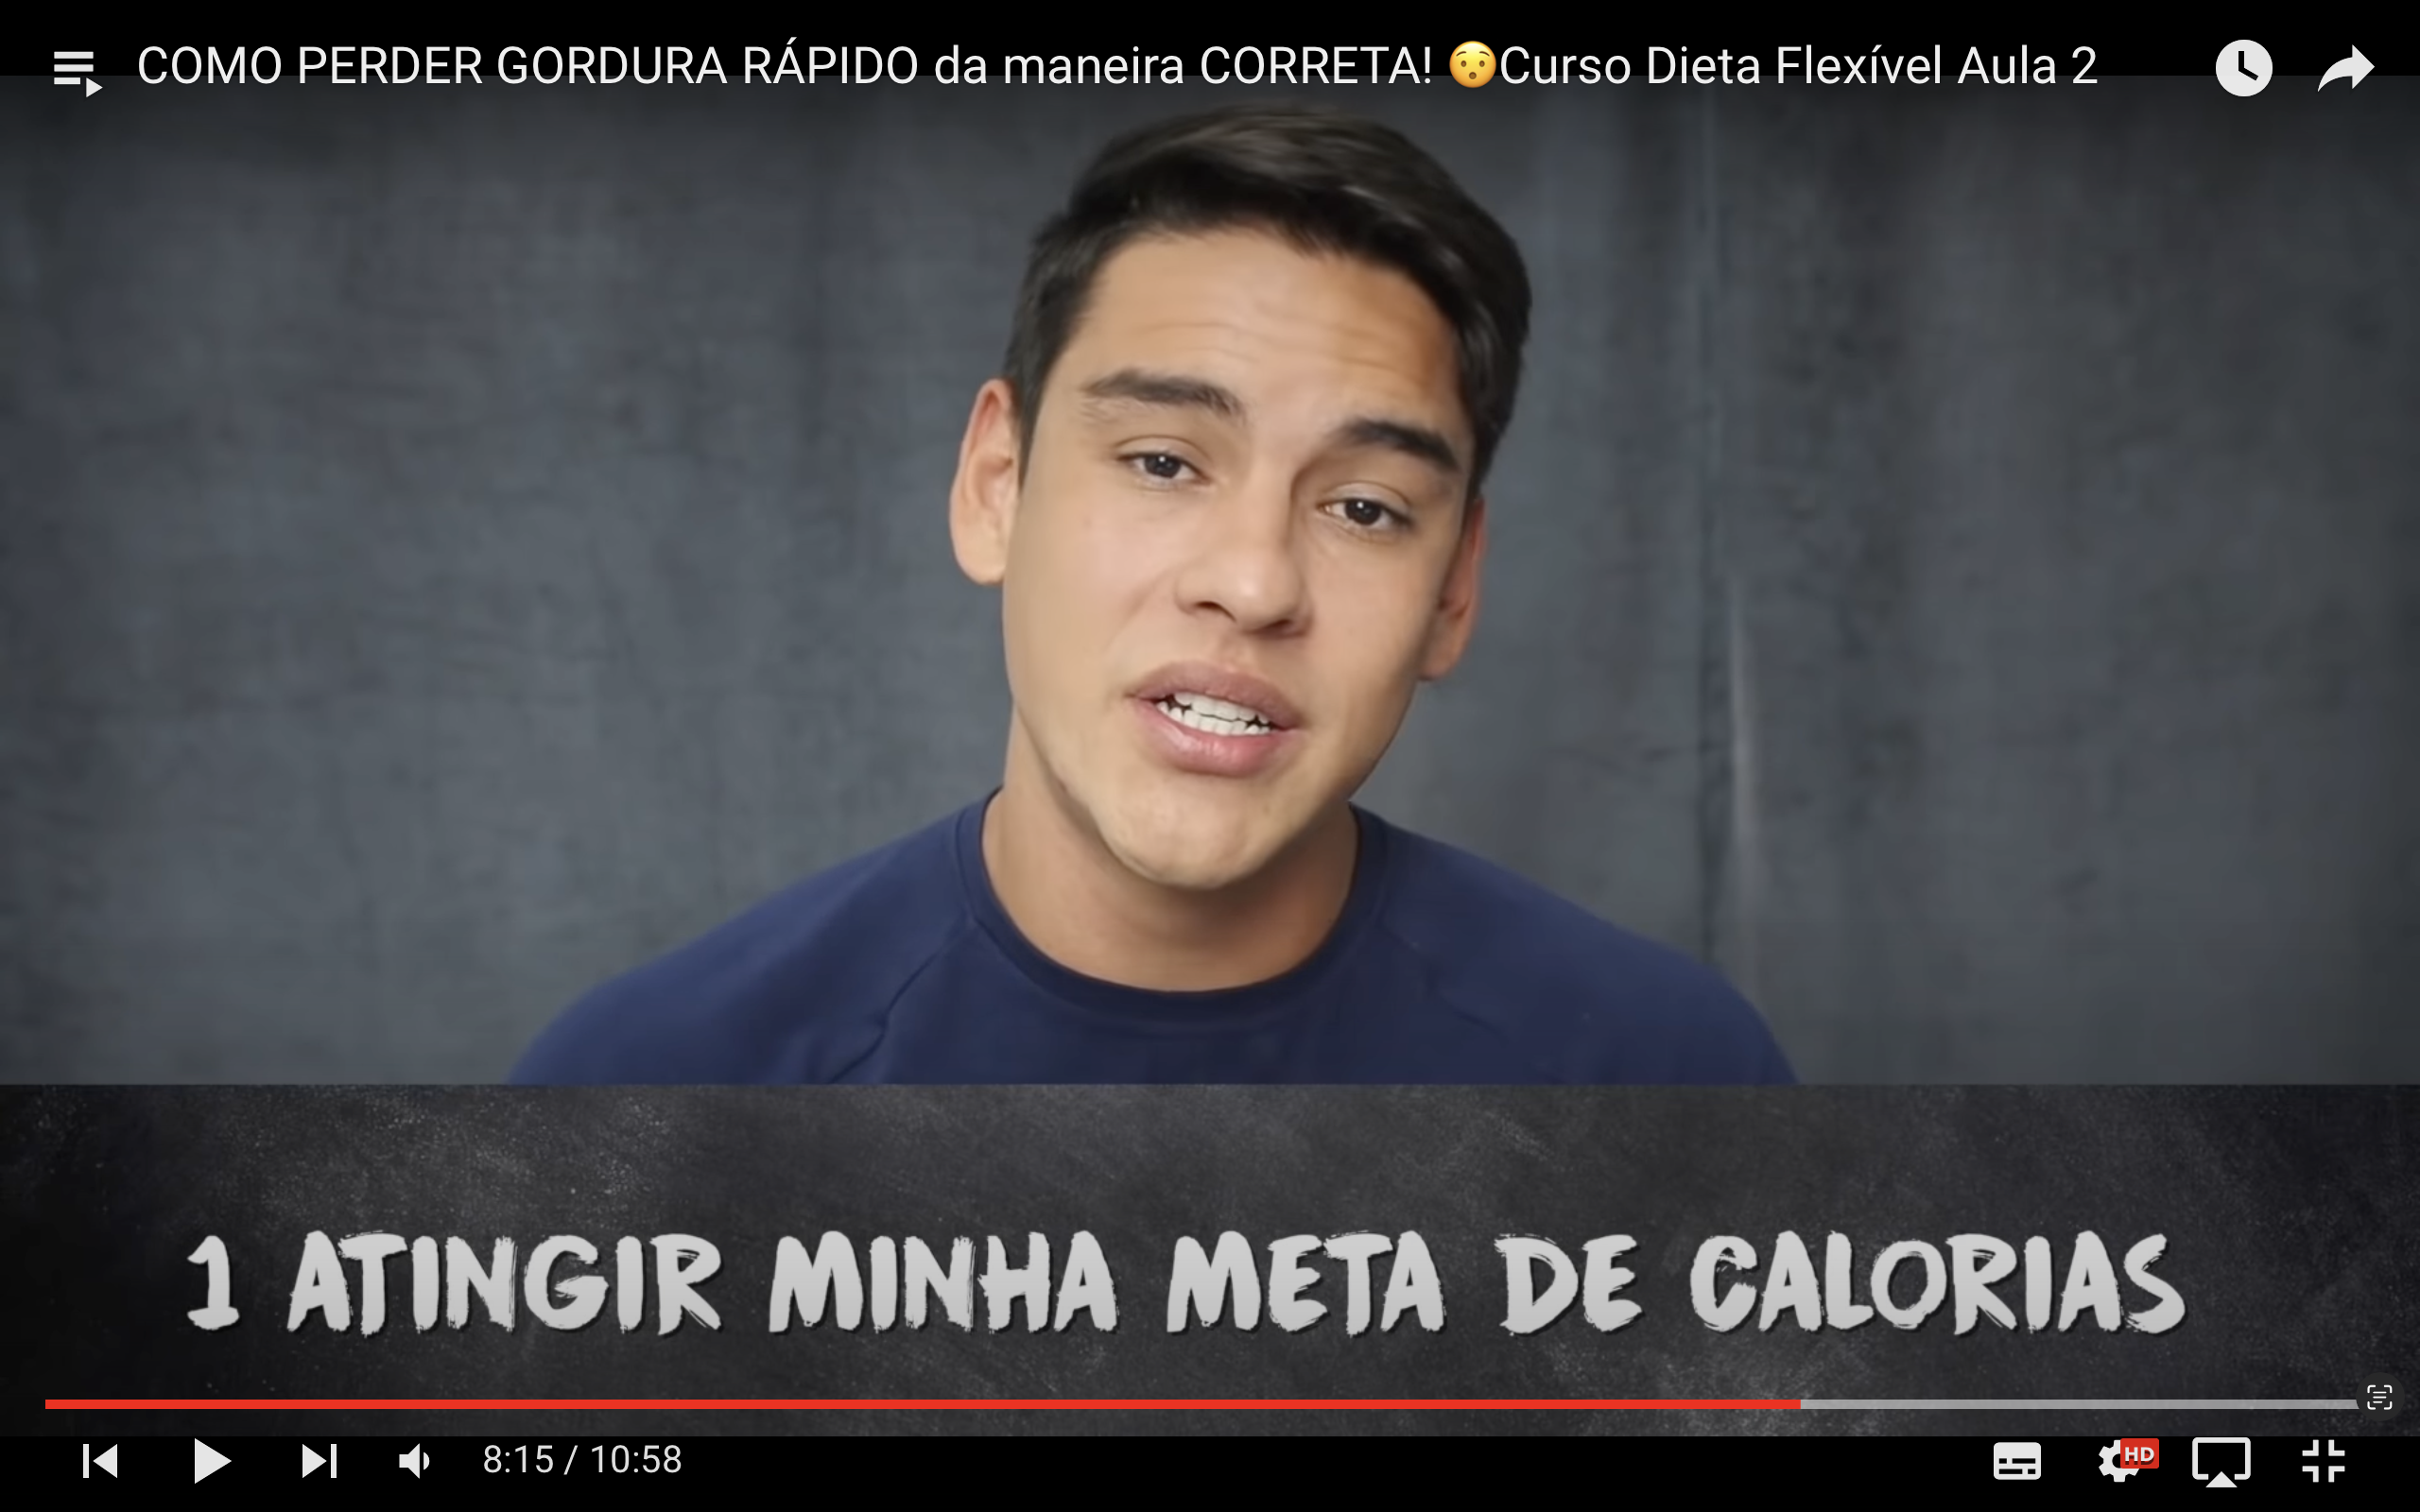 COMO PERDER GORDURA RÁPIDO da maneira CORRETA! 😯Curso Dieta Flexível Aula 2
1 ATINGIR MINHA META DE CALORIAS
8:15 / 10:58
HD